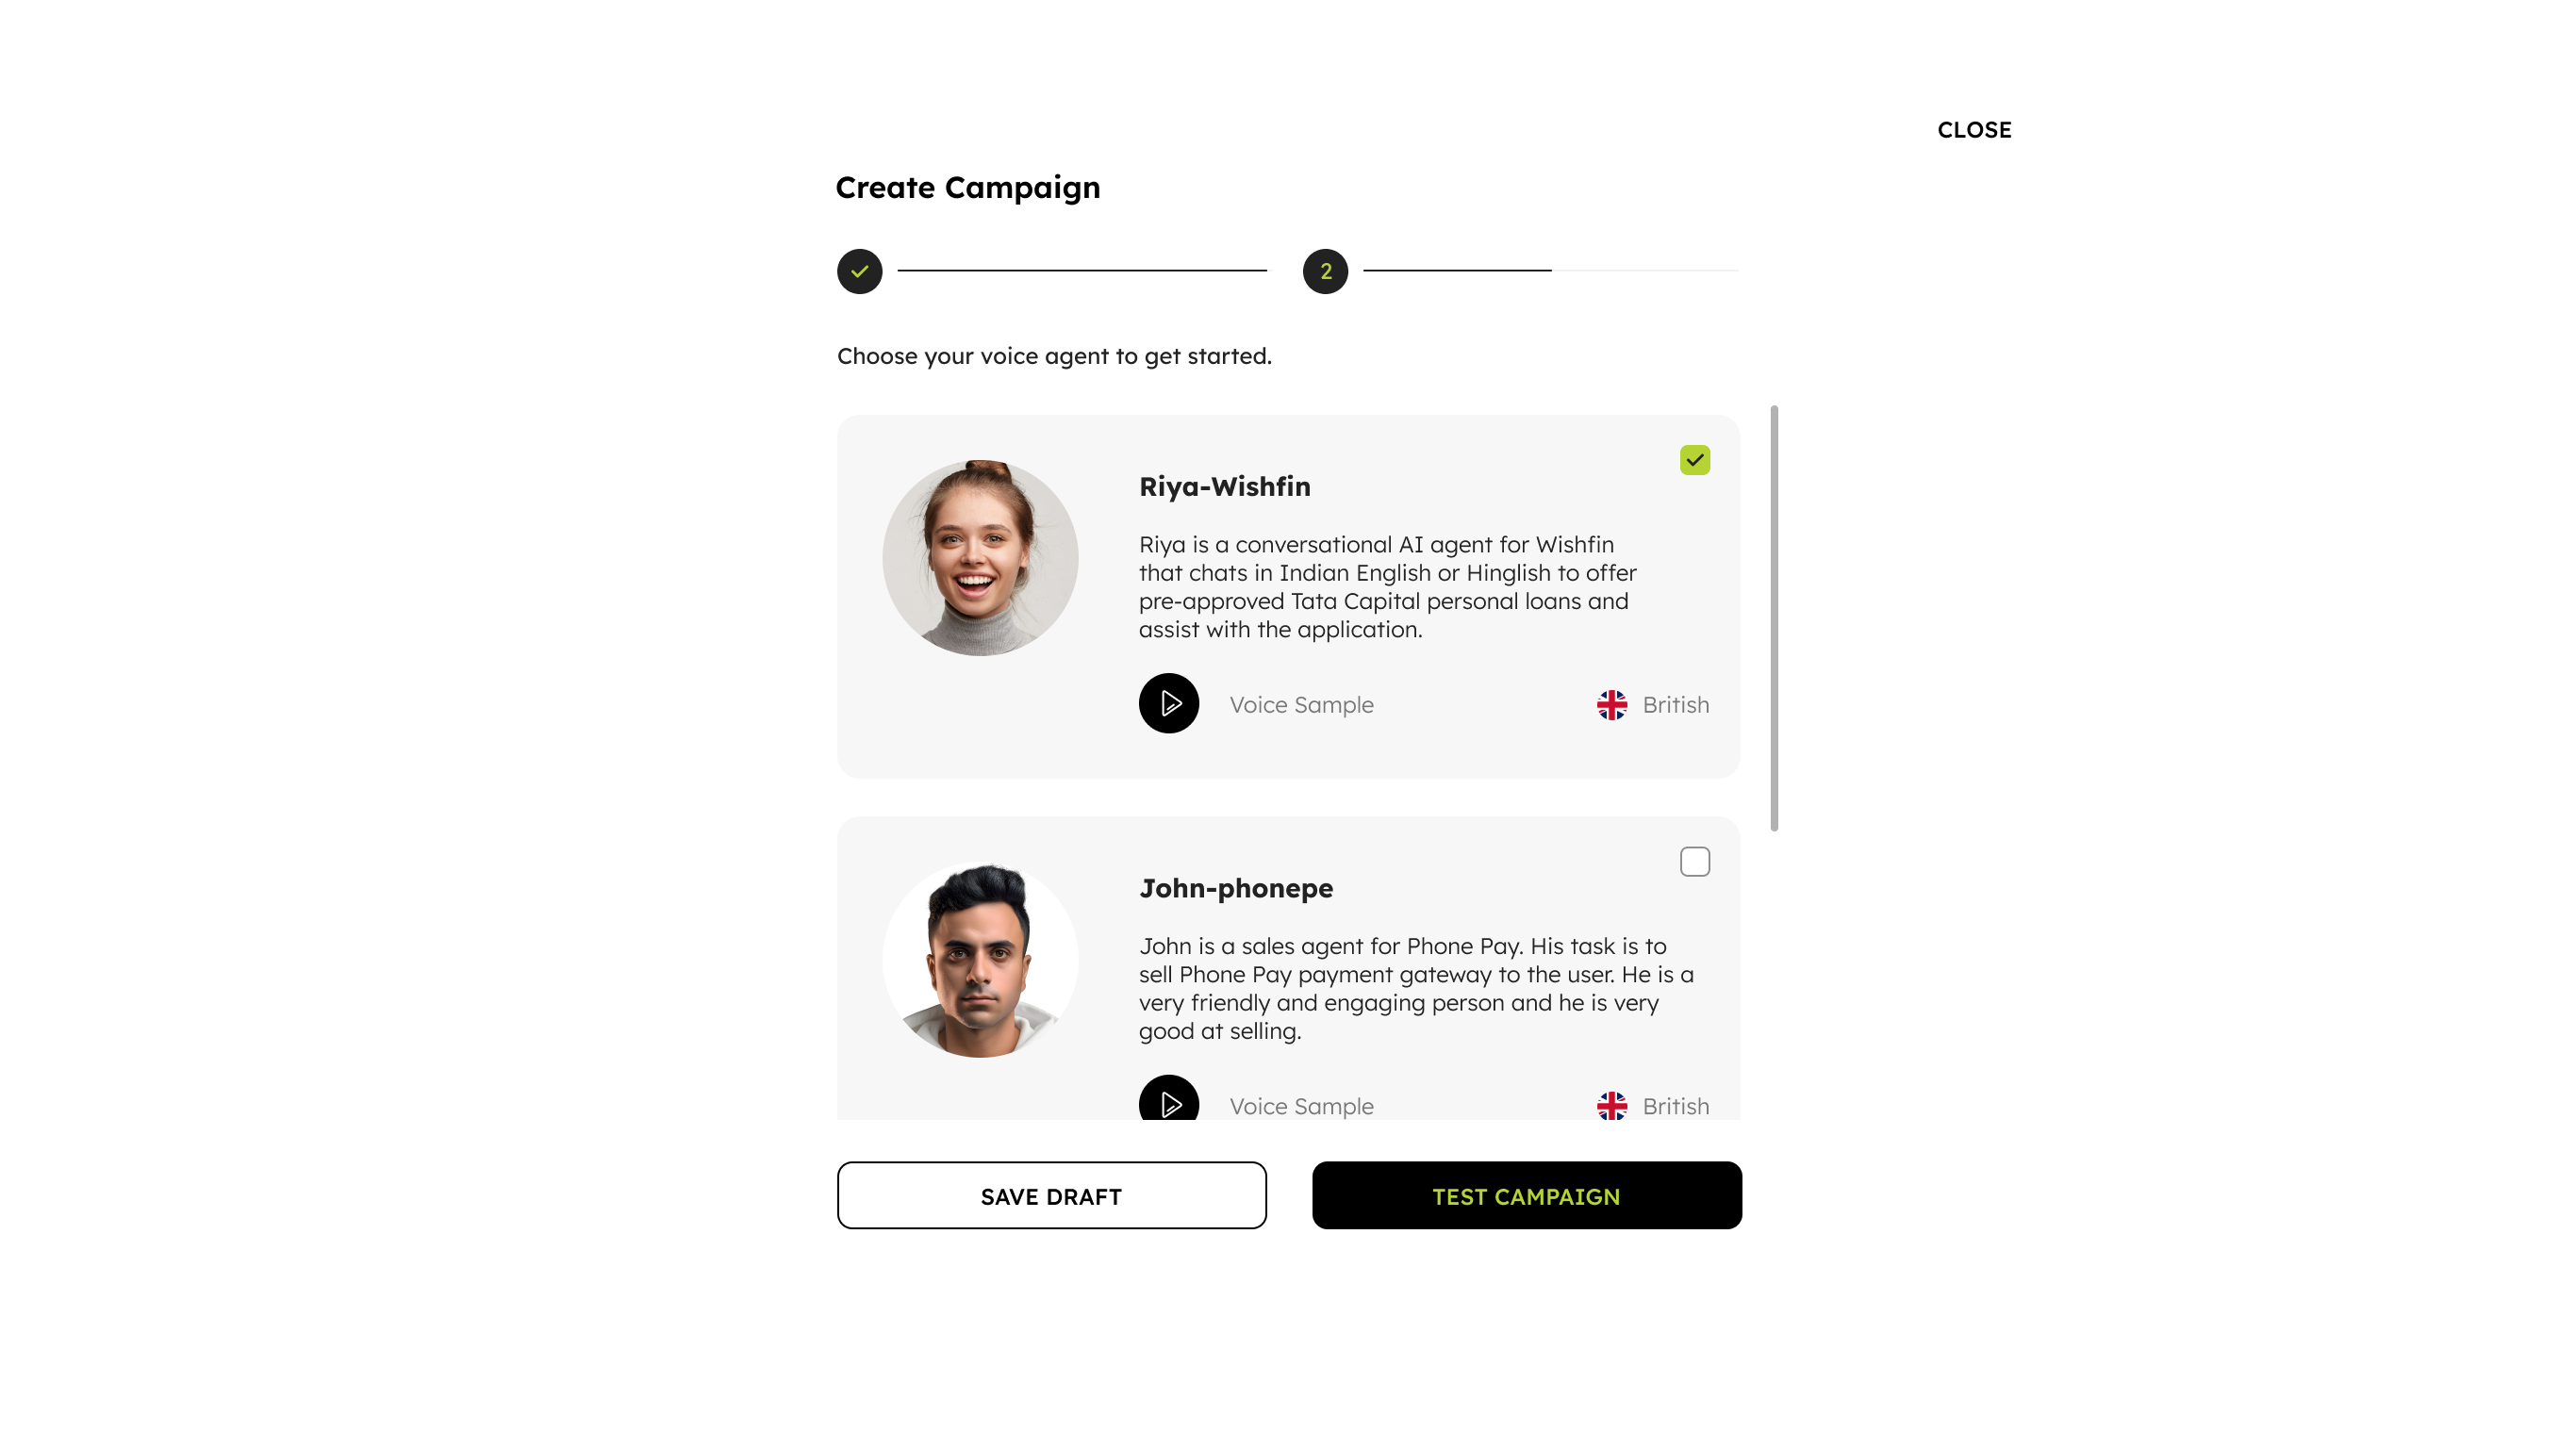 CLOSE
Create Campaign
2
Choose your voice agent to get started.
Riya-Wishfin
Riya is a conversational AI agent for Wishfin
that chats in Indian English or Hinglish to offer
pre-approved Tata Capital personal loans and
assist with the application.
Voice Sample
British
John-phonepe
John is a sales agent for Phone Pay. His task is to
sell Phone Pay payment gateway to the user. He is a
very friendly and engaging person and he is very
good at selling.
Voice Sample
British
SAVE DRAFT
TEST CAMPAIGN